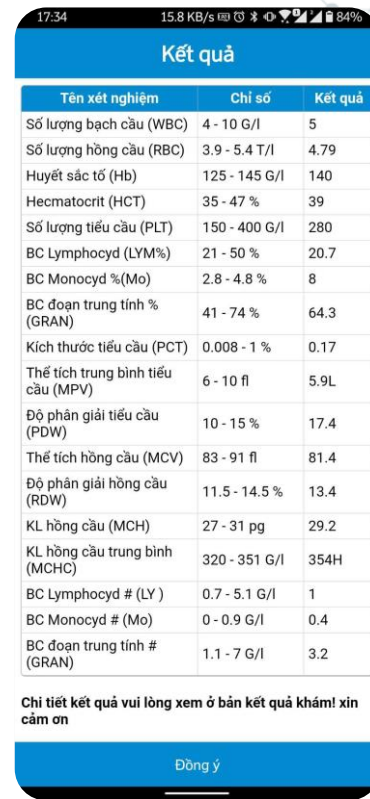 17:34 15.8 KB/s 84%
Kết quả
Tên xét nghiệm Chỉ số Kết quả
Số lượng bạch cầu (WBC) 4 - 10 G/l 5
Số lượng hồng cầu (RBC) 3.9 - 5.4 T/l 4.79
Huyết sắc tố (Hb) 125 - 145 G/l 140
Hecmatocrit (HCT) 35 - 47 % 39
Số lượng tiểu cầu (PLT) 150 - 400 G/l 280
BC Lymphocyd (LYM%) 21 - 50 % 20.7
BC Monocyd %(Mo) 2.8 - 4.8 % 8
BC đoạn trung tính %
(GRAN) 41 - 74 % 64.3
Kích thước tiểu cầu (PCT) 0.008 - 1 % 0.17
Thể tích trung bình tiểu
cầu (MPV) 6 - 10 fl 5.9L
Độ phân giải tiểu cầu
(PDW) 10 - 15 % 17.4
Thể tích hồng cầu (MCV) 83 - 91 fl 81.4
Độ phân giải hồng cầu
(RDW) 11.5 - 14.5 % 13.4
KL hồng cầu (MCH) 27 - 31 pg 29.2
KL hồng cầu trung bình
(MCHC) 320 - 351 G/l 354H
BC Lymphocyd # (LY ) 0.7 - 5.1 G/l 1
BC Monocyd # (Mo) 0 - 0.9 G/l 0.4
BC đoạn trung tính #
(GRAN) 1.1 - 7 G/l 3.2
Chi tiết kết quả vui lòng xem ở bản kết quả khám! xin
cảm ơn
Đồng ý